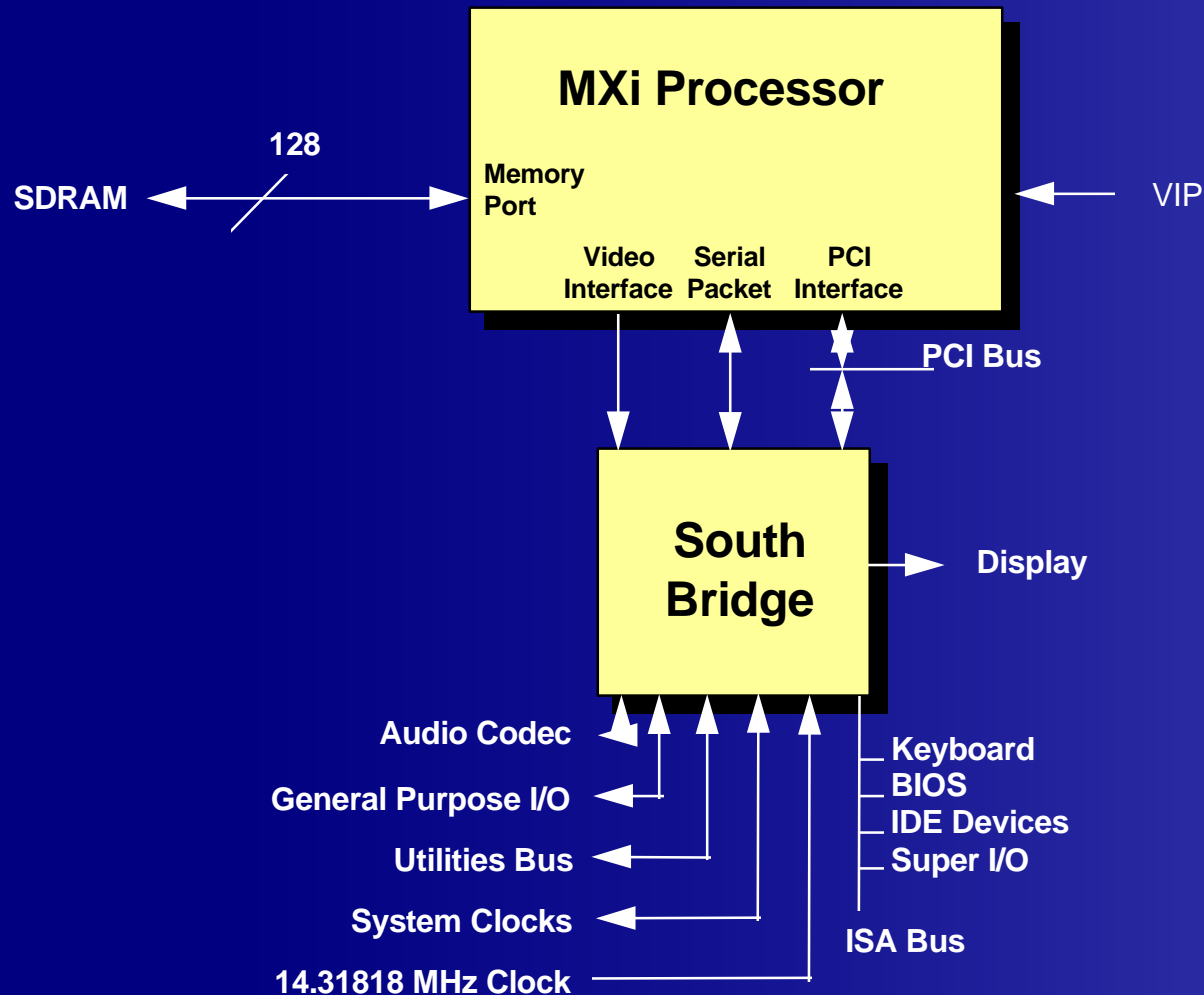 MXi Processor
128
SDRAM
Memory
Port
VIP
Video
Interface
Serial
Packet
PCI
Interface
PCI Bus
South
Bridge
Display
Audio Codec
General Purpose I/O
Utilities Bus
System Clocks
14.31818 MHz Clock
Keyboard
BIOS
IDE Devices
Super I/O
ISA Bus